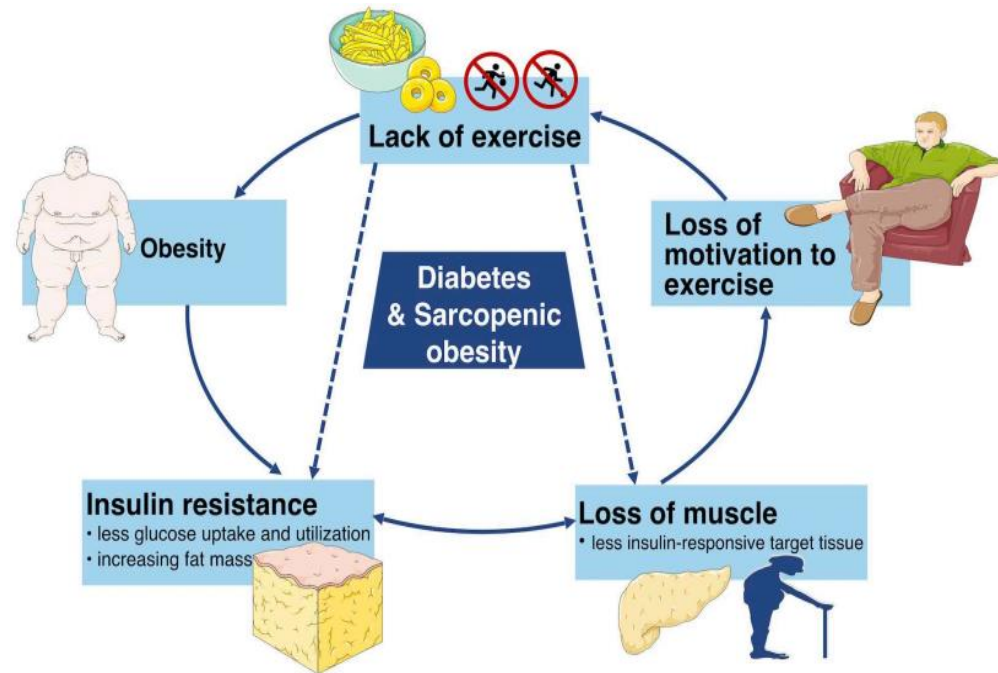 Lack of exercise
Obesity
Loss of
motivation to
exercise
Diabetes
& Sarcopenic
obesity
Insulin resistance
• less glucose uptake and utilization
• increasing fat mass
Loss of muscle
• less insulin-responsive target tissue